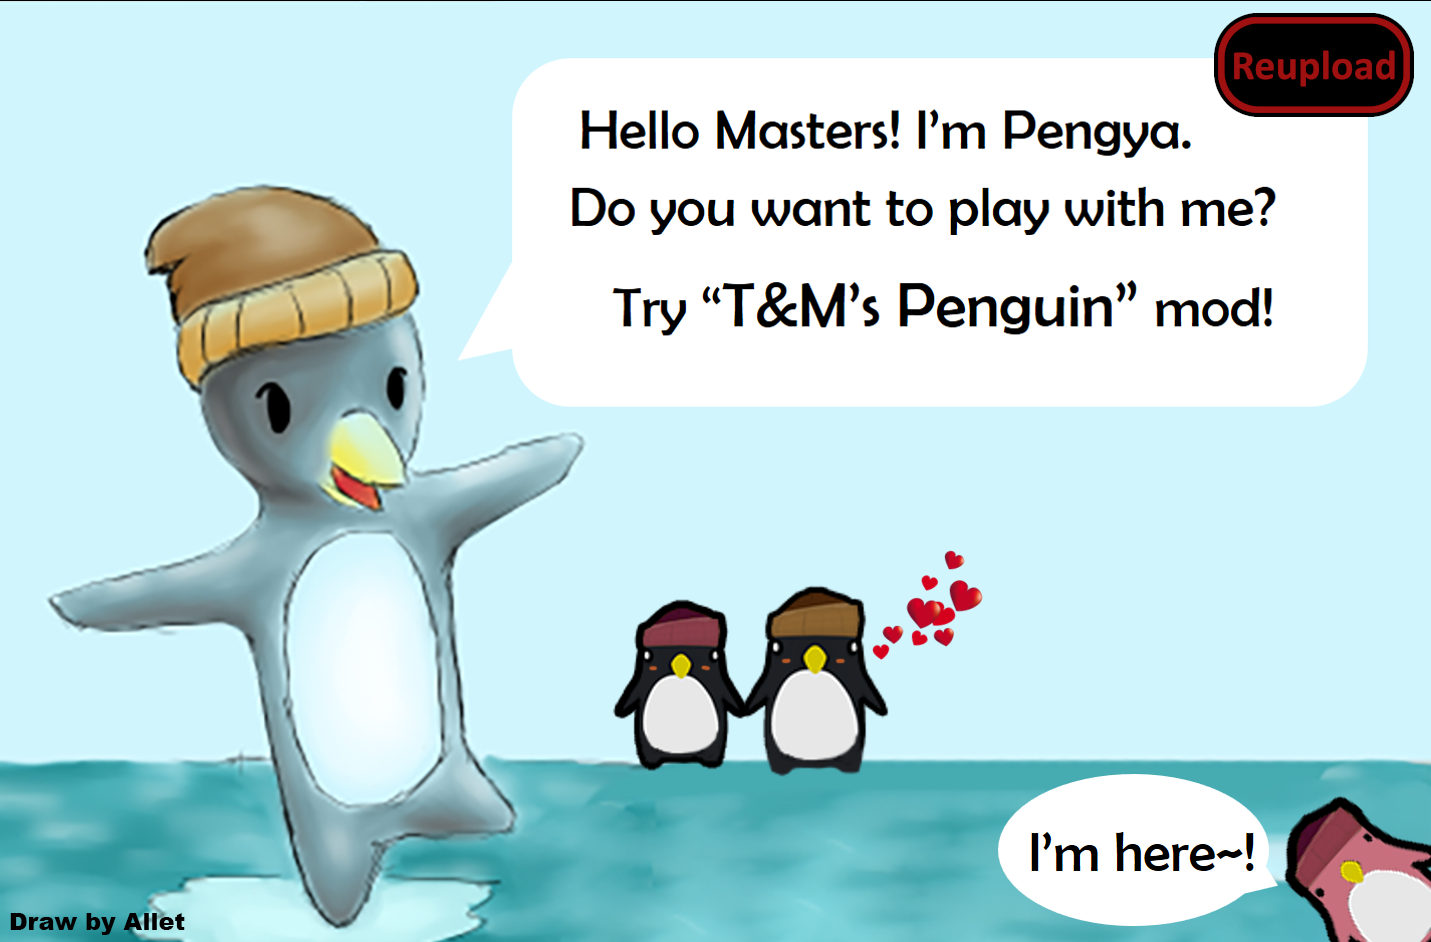 Reupload
Hello Masters! I'm Pengya.
Do you want to play with me?
Try “T&M's Penguin” mod!
I'm here~!
Draw by Allet